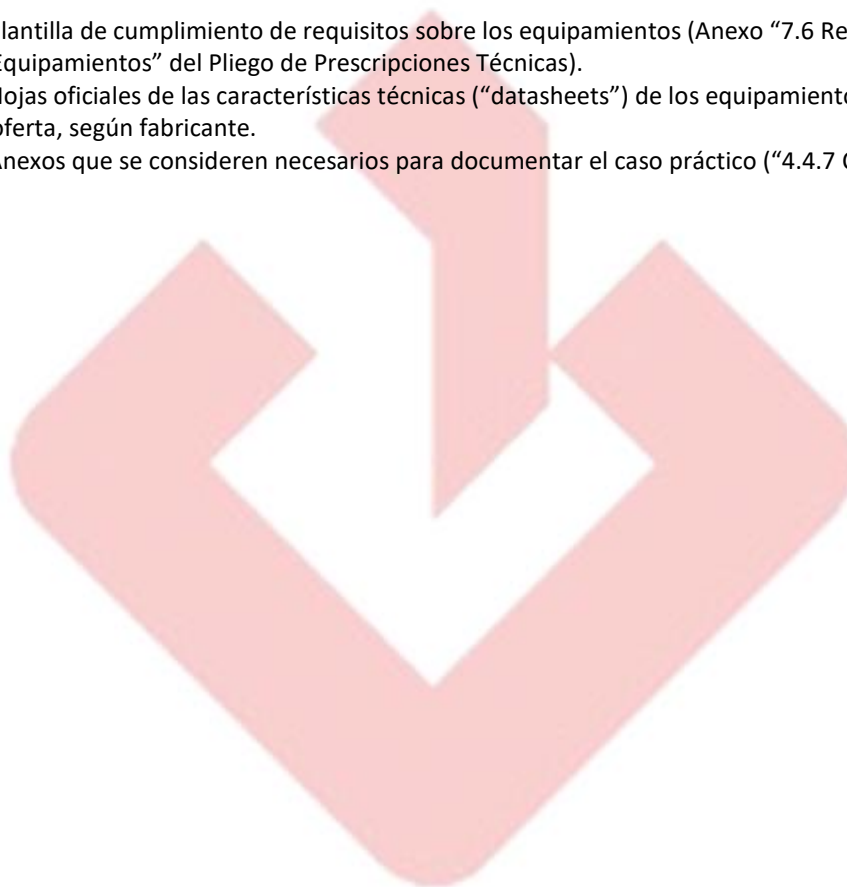 lantilla de cumplimiento de requisitos sobre los equipamientos (Anexo “7.6 Re
Equipamientos” del Pliego de Prescripciones Técnicas).
Hojas oficiales de las características técnicas (“datasheets”) de los equipamiento
oferta, según fabricante.
Anexos que se consideren necesarios para documentar el caso práctico (“4.4.7